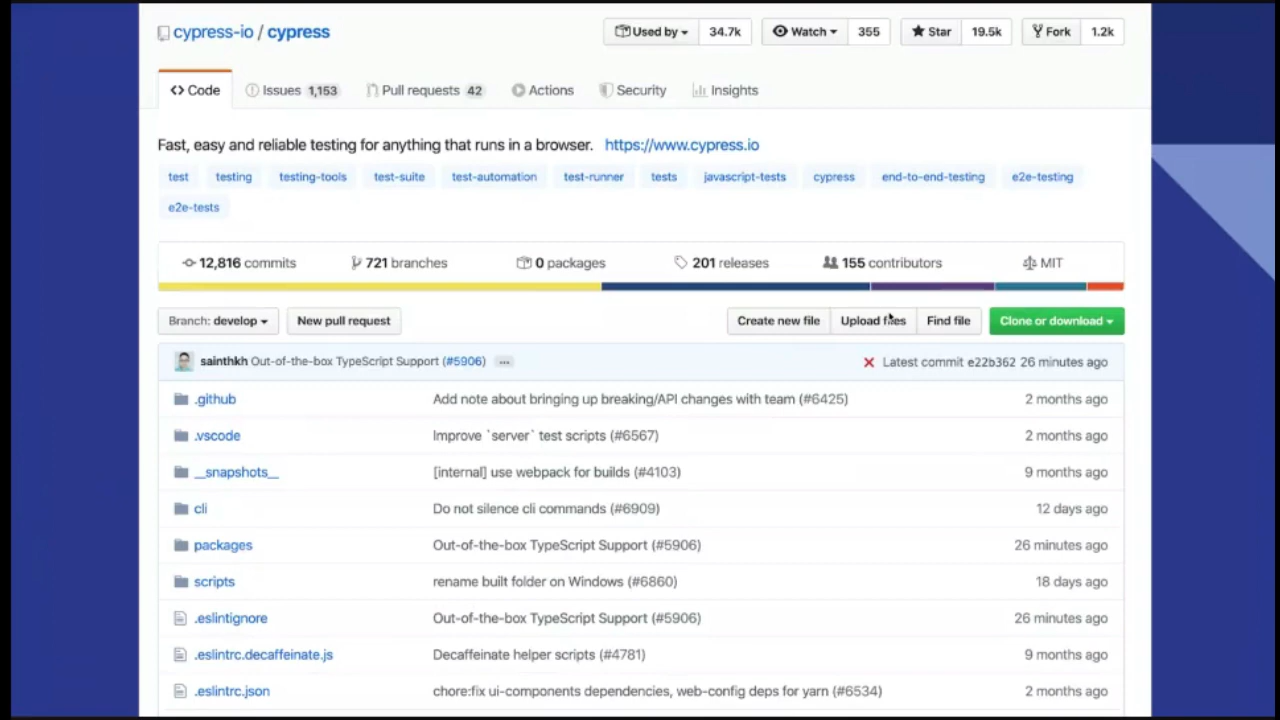 cypress-io / cypress Used by 34.7k Watch 355 Star 19.5k Fork 1.2k
Code Issues 1,153 Pull requests 42 Actions Security Insights
Fast, easy and reliable testing for anything that runs in a browser. https://www.cypress.io
test testing testing-tools test-suite test-automation test-runner tests javascript-tests cypress end-to-end-testing e2e-testing
e2e-tests
12,816 commits 721 branches 0 packages 201 releases 155 contributors MIT
Branch: develop New pull request Create new file Upload files Find file Clone or download
sainthkh Out-of-the-box TypeScript Support (#5906) ... Latest commit e22b362 26 minutes ago
.github Add note about bringing up breaking/API changes with team (#6425) 2 months ago
.vscode Improve `server` test scripts (#6567) 2 months ago
__snapshots__ [internal] use webpack for builds (#4103) 9 months ago
cli Do not silence cli commands (#6909) 12 days ago
packages Out-of-the-box TypeScript Support (#5906) 26 minutes ago
scripts rename built folder on Windows (#6860) 18 days ago
.eslintignore Out-of-the-box TypeScript Support (#5906) 26 minutes ago
.eslintrc.decaffeinate.js Decaffeinate helper scripts (#4781) 9 months ago
.eslintrc.json chore:fix ui-components dependencies, web-config deps for yarn (#6534) 2 months ago